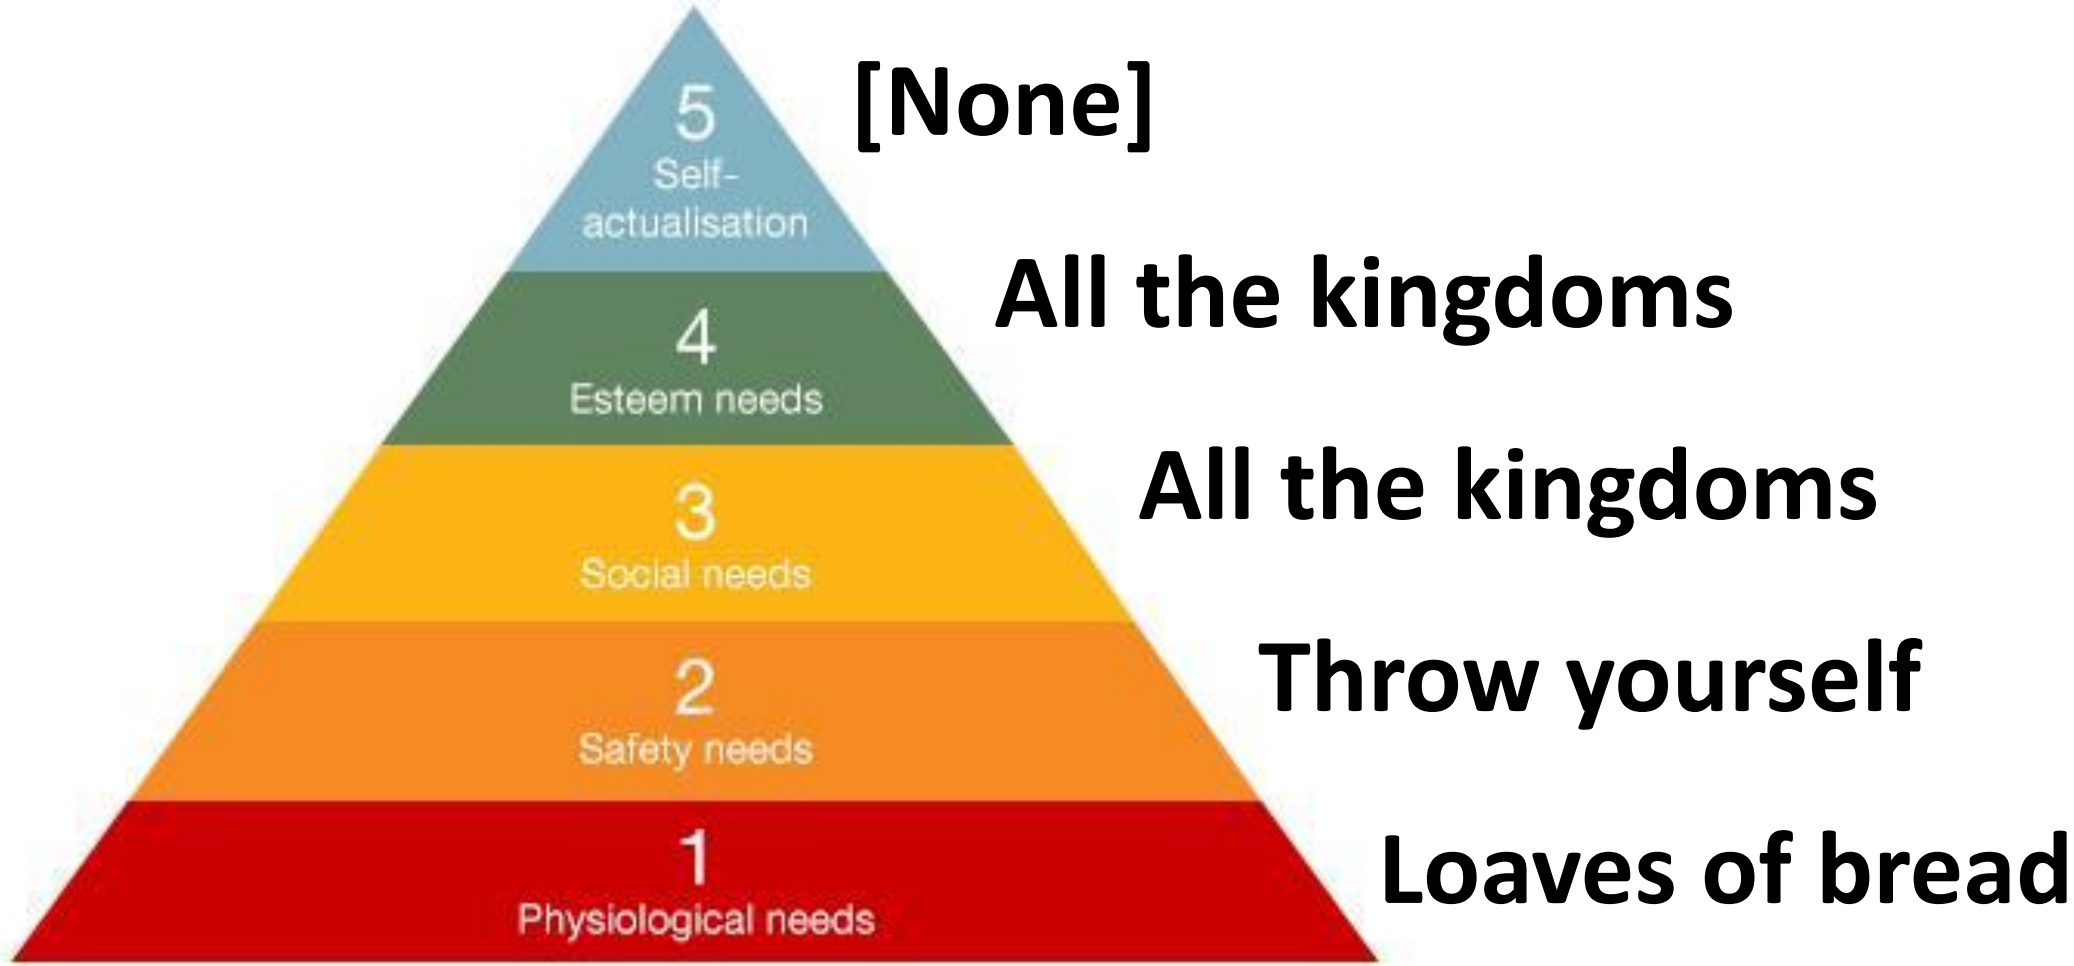 5
Self-
actualisation
[None]
4
Esteem needs
All the kingdoms
3
Social needs
All the kingdoms
2
Safety needs
Throw yourself
1
Physiological needs
Loaves of bread